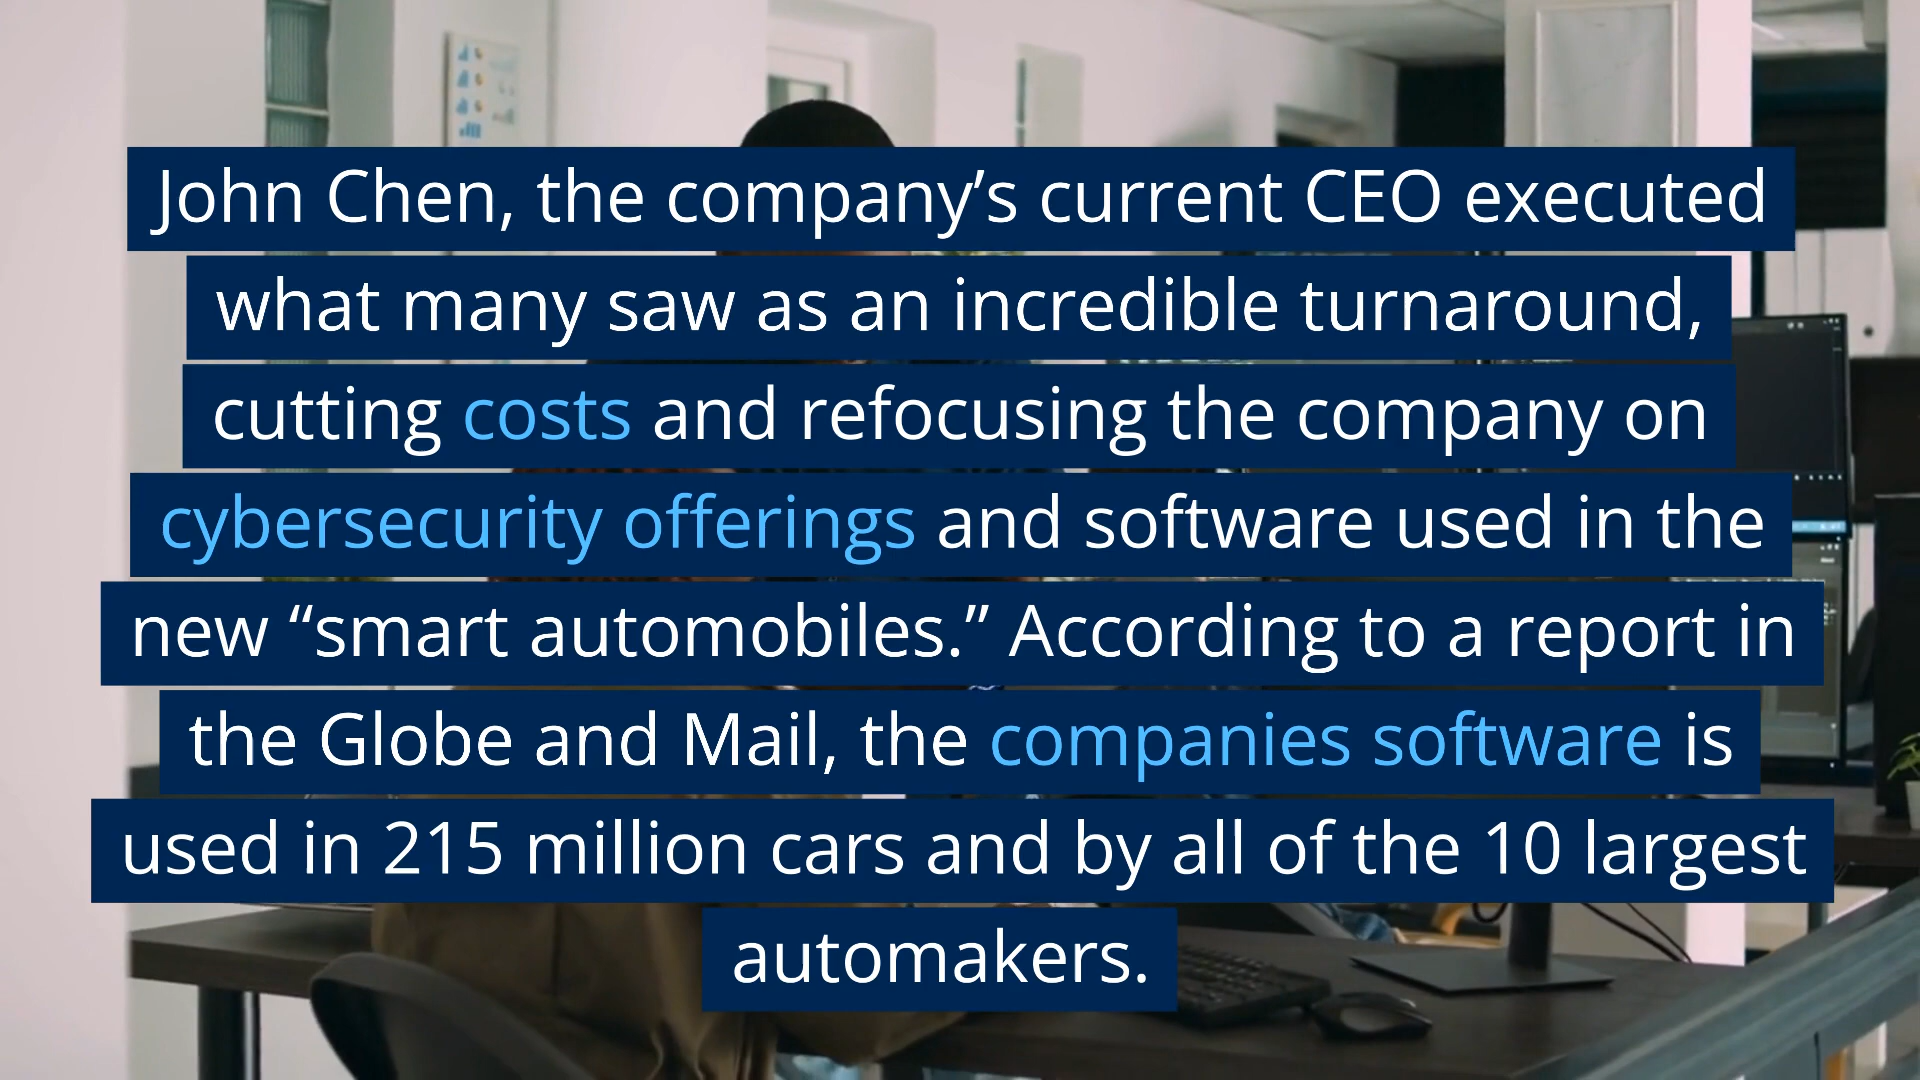 John Chen, the company’s current CEO executed
what many saw as an incredible turnaround,
cutting costs and refocusing the company on
cybersecurity offerings and software used in the
new “smart automobiles.” According to a report in
the Globe and Mail, the companies software is
used in 215 million cars and by all of the 10 largest
automakers.